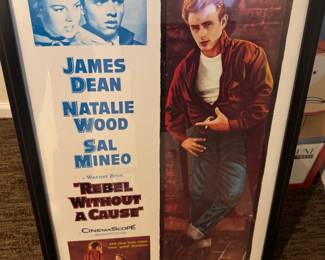 JAMES
DEAN
NATALIE
WOOD
SAL
MINEO
"REBEL
WITHOUT
A CAUSE"
CINEMASCOPE